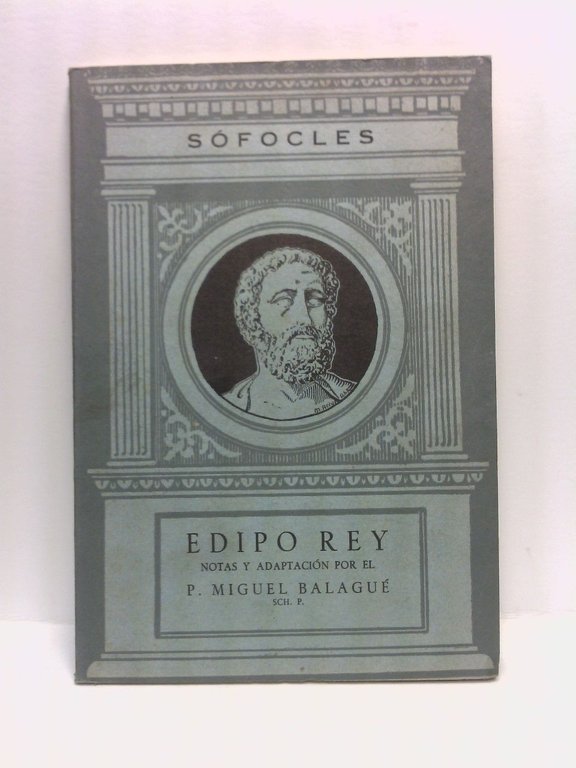 SÓFOCLES
EDIPO REY
NOTAS Y ADAPTACIÓN POR EL
P. MIGUEL BALAGUÉ
SCH. P.